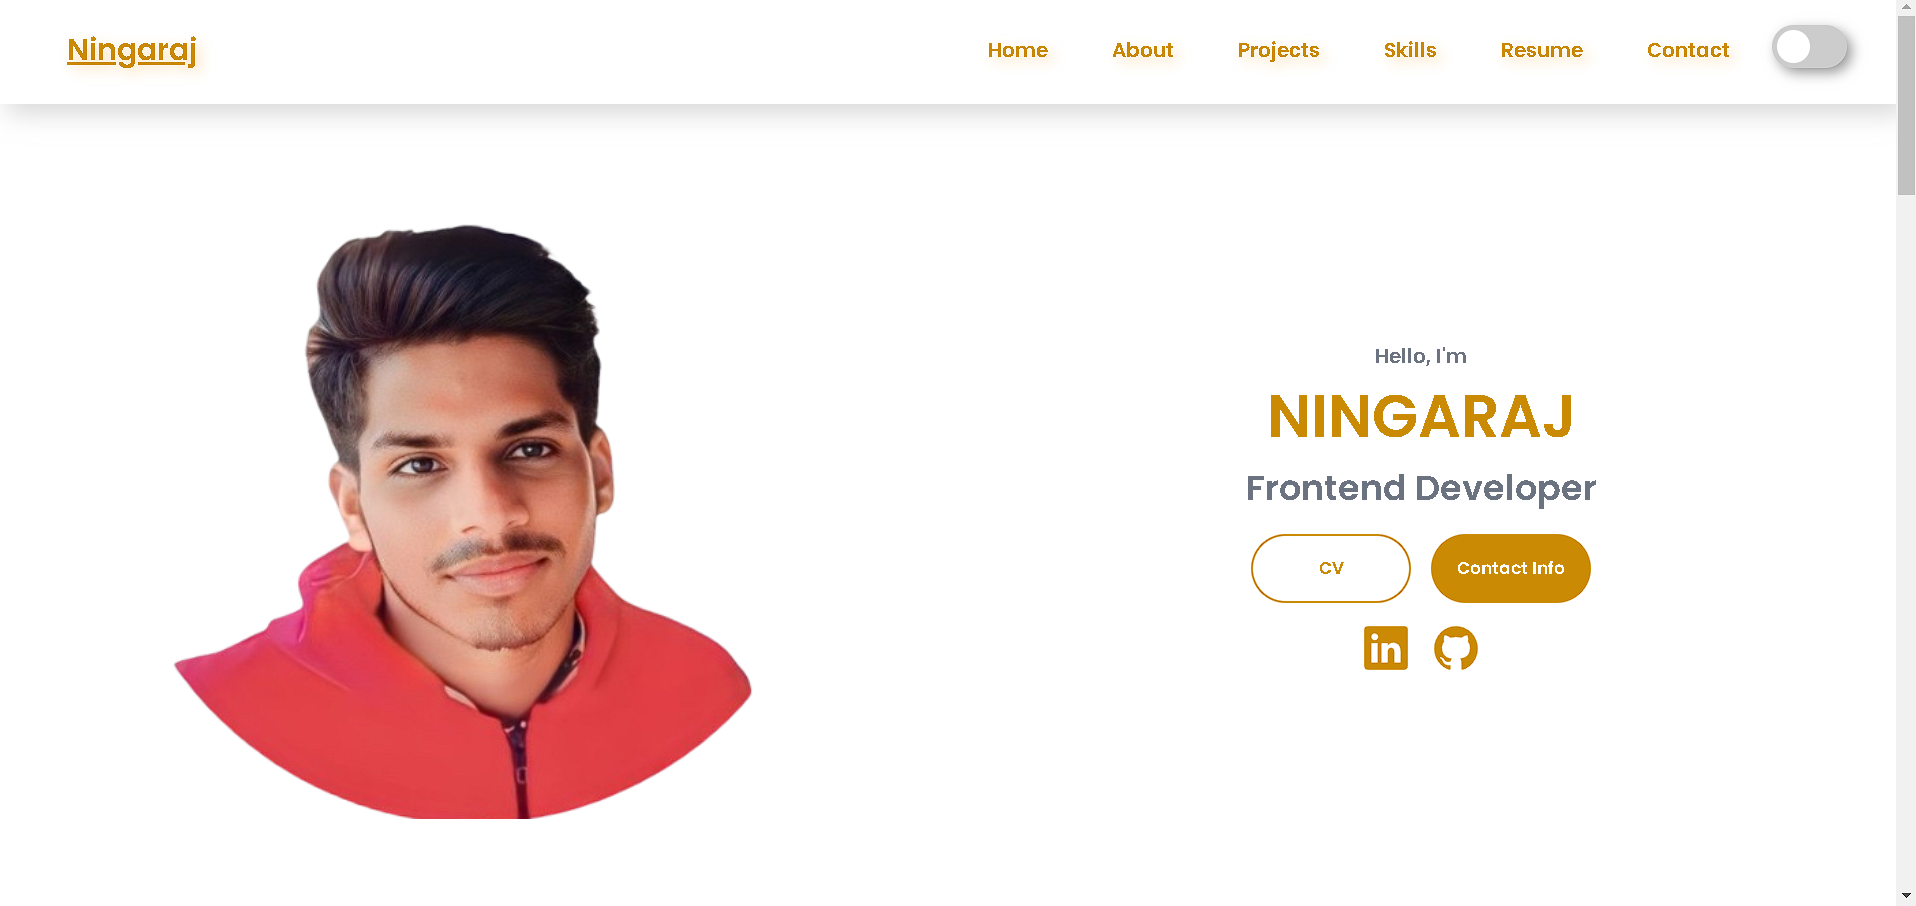 Ningaraj
Home About Projects Skills Resume Contact
Hello, I'm
NINGARAJ
Frontend Developer
CV Contact Info
in